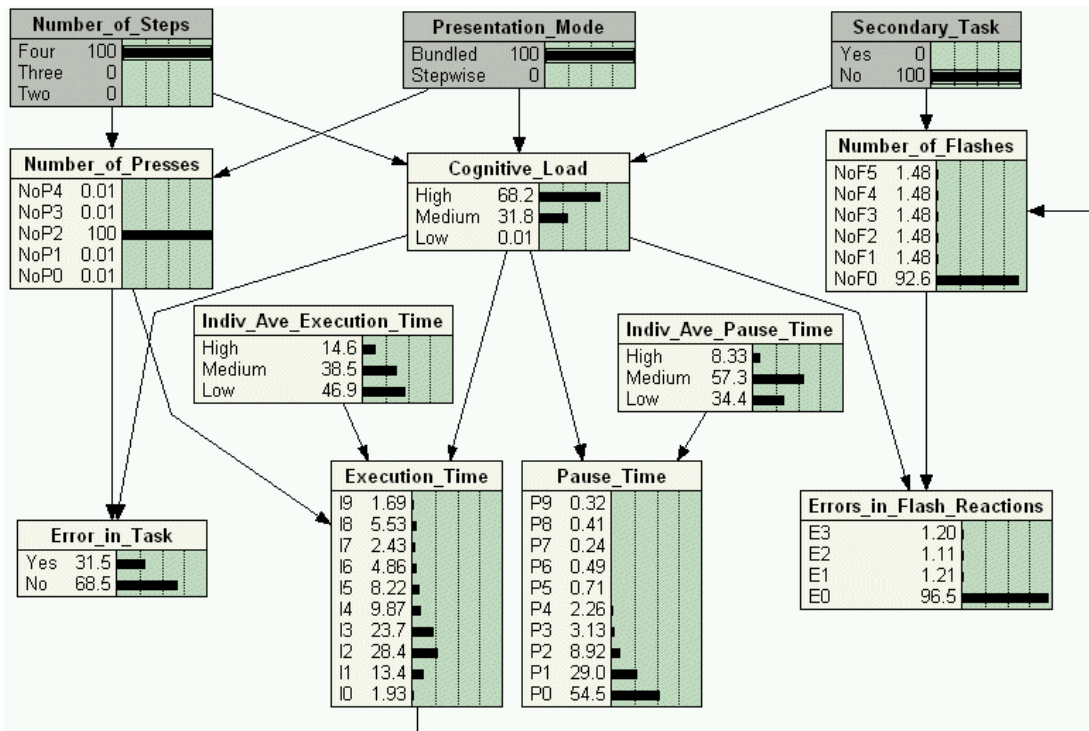 Number_of_Steps
Four 100
Three 0
Two 0
Presentation_Mode
Bundled 100
Stepwise 0
Secondary_Task
Yes 0
No 100
Number_of_Presses
NoP4 0.01
NoP3 0.01
NoP2 100
NoP1 0.01
NoP0 0.01
Cognitive_Load
High 68.2
Medium 31.8
Low 0.01
Number_of_Flashes
NoF5 1.48
NoF4 1.48
NoF3 1.48
NoF2 1.48
NoF1 1.48
NoF0 92.6
Indiv_Ave_Execution_Time
High 14.6
Medium 38.5
Low 46.9
Indiv_Ave_Pause_Time
High 8.33
Medium 57.3
Low 34.4
Error_in_Task
Yes 31.5
No 68.5
Execution_Time
I9 1.69
I8 5.53
I7 2.43
I6 4.86
I5 8.22
I4 9.87
I3 23.7
I2 28.4
I1 13.4
I0 1.93
Pause_Time
P9 0.32
P8 0.41
P7 0.24
P6 0.49
P5 0.71
P4 2.26
P3 3.13
P2 8.92
P1 29.0
P0 54.5
Errors_in_Flash_Reactions
E3 1.20
E2 1.11
E1 1.21
E0 96.5